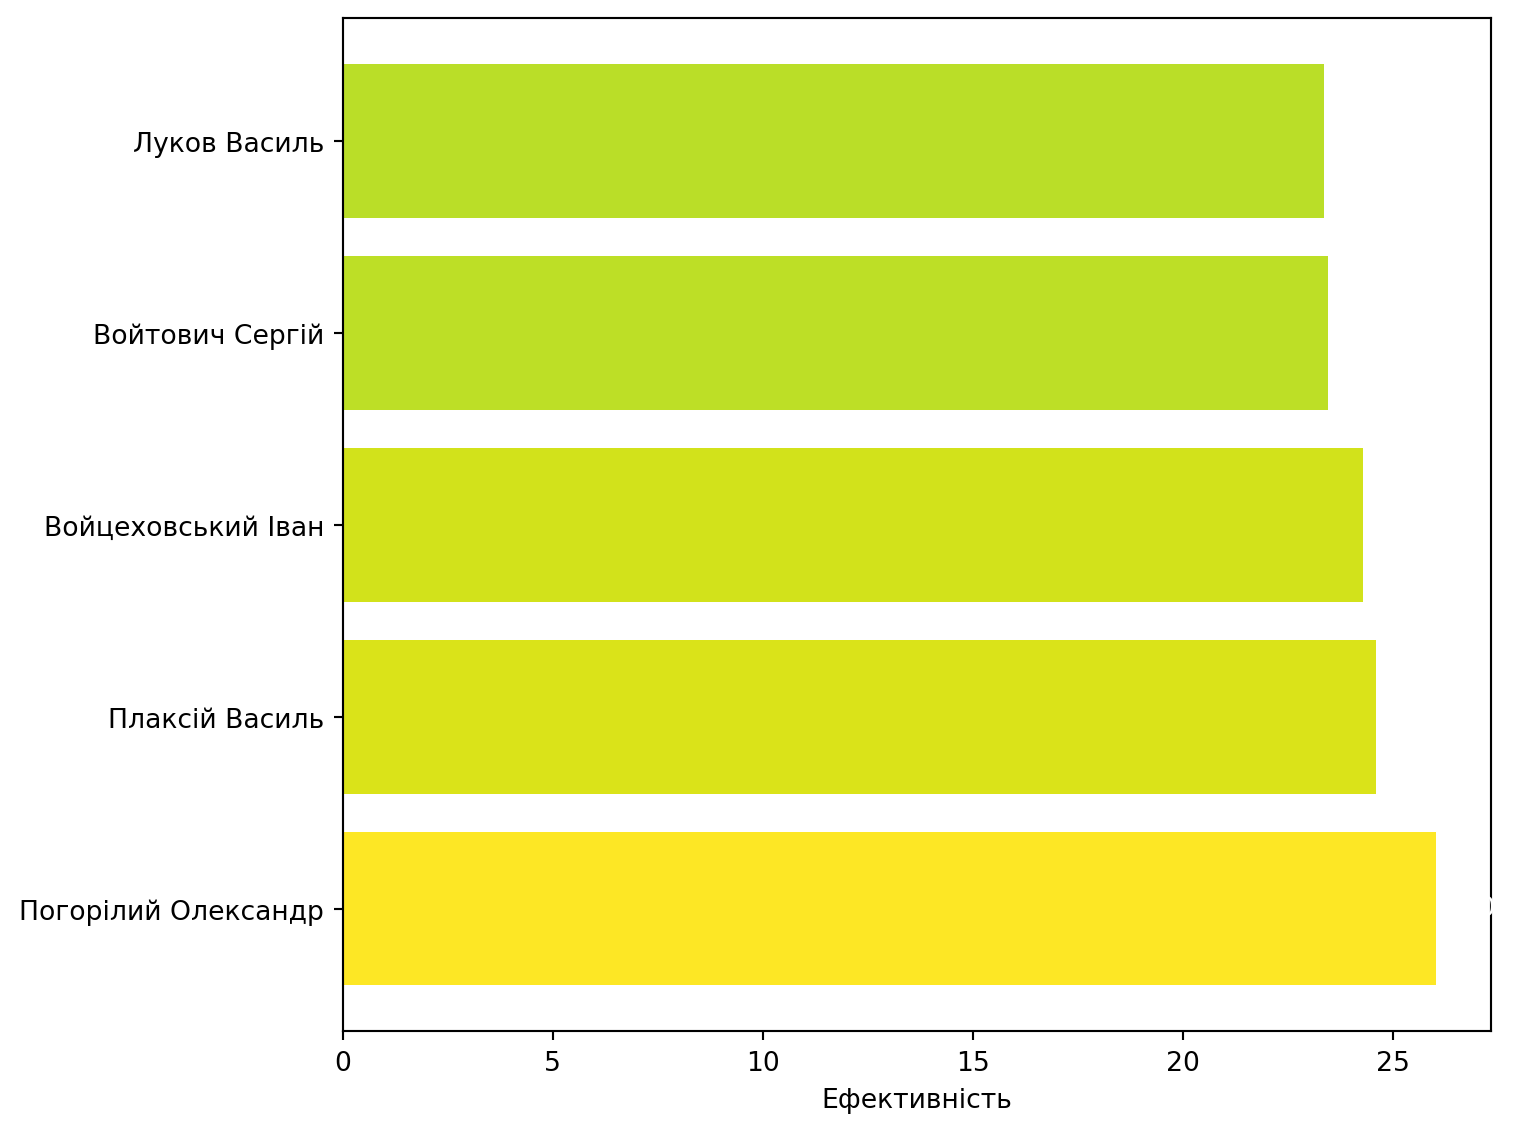 Луков Василь
Войтович Сергій
Войцеховський Іван
Плаксій Василь
Погорілий Олександр
0 5 10 15 20 25
Ефективність